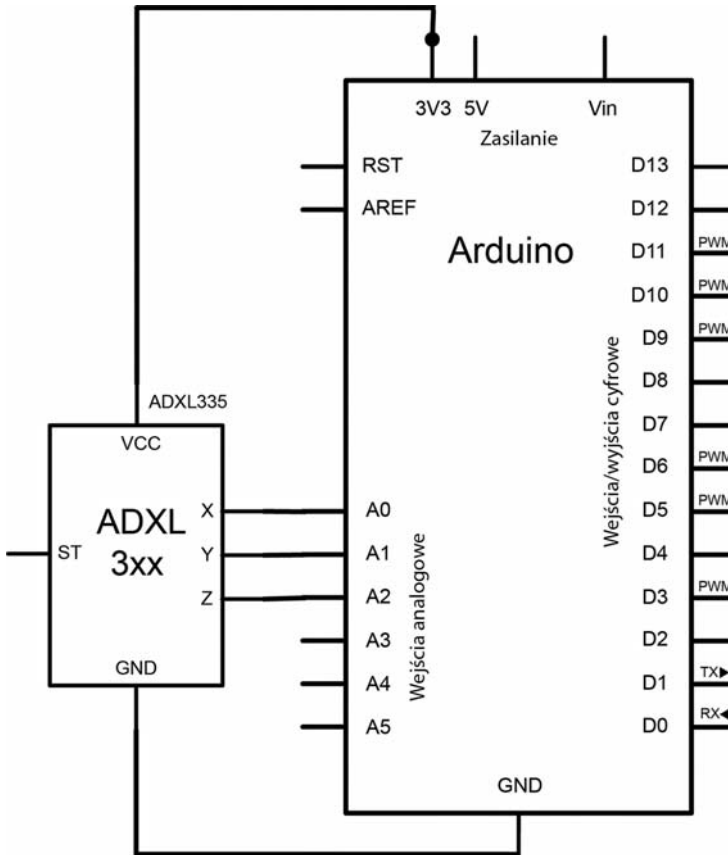 3V3 5V Vin
Zasilanie
RST
AREF
Arduino
D13
D12
D11 PWM
D10 PWM
D9 PWM
D8
D7
D6 PWM
D5 PWM
D4
D3 PWM
D2
D1 TX
D0 RX
Wejścia/wyjścia cyfrowe
ADXL335
VCC
ADXL
3xx
ST
X
Y
Z
GND
A0
A1
A2
A3
A4
A5
Wejścia analogowe
GND